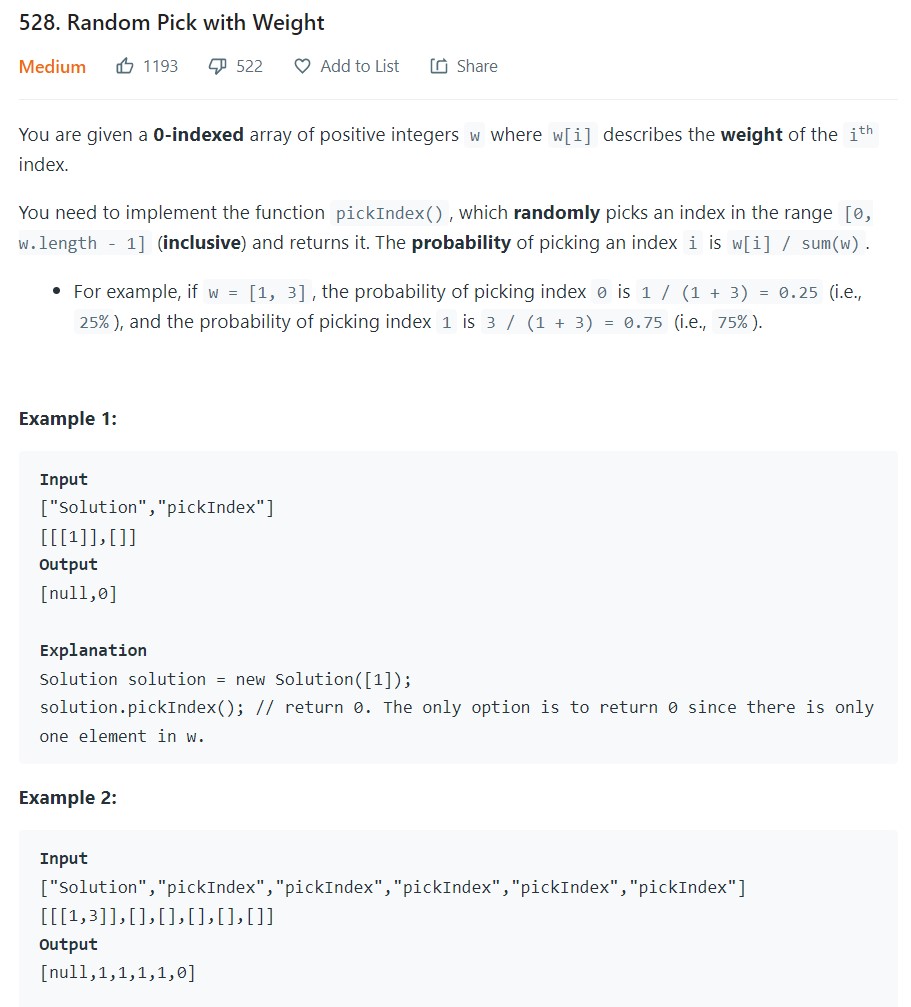 528. Random Pick with Weight
Medium 1193 522 Add to List Share
You are given a 0-indexed array of positive integers w where w[i] describes the weight of the ith
index.
You need to implement the function pickIndex(), which randomly picks an index in the range [0,
w.length - 1] (inclusive) and returns it. The probability of picking an index i is w[i] / sum(w).
• For example, if w = [1, 3], the probability of picking index 0 is 1 / (1 + 3) = 0.25 (i.e.,
25%), and the probability of picking index 1 is 3 / (1 + 3) = 0.75 (i.e., 75%).
Example 1:
Input
["Solution","pickIndex"]
[[[1]],[]]
Output
[null,0]
Explanation
Solution solution = new Solution([1]);
solution.pickIndex(); // return 0. The only option is to return 0 since there is only
one element in w.
Example 2:
Input
["Solution","pickIndex","pickIndex","pickIndex","pickIndex","pickIndex"]
[[[1,3]],[],[],[],[],[]]
Output
[null,1,1,1,1,0]